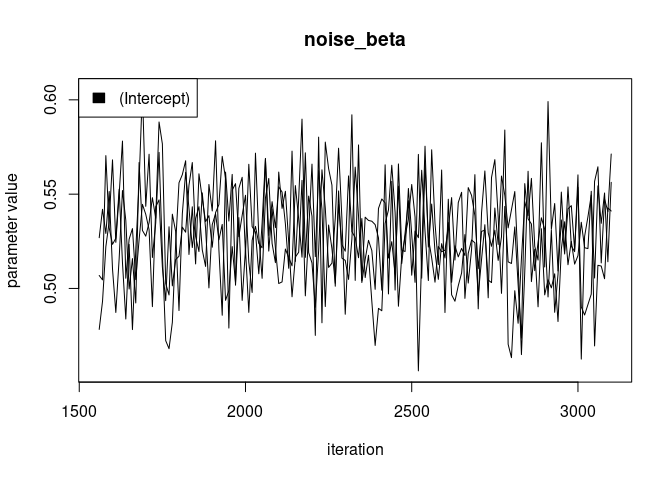 noise_beta
(Intercept)
0.60
0.55
0.50
parameter value
1500 2000 2500 3000
iteration